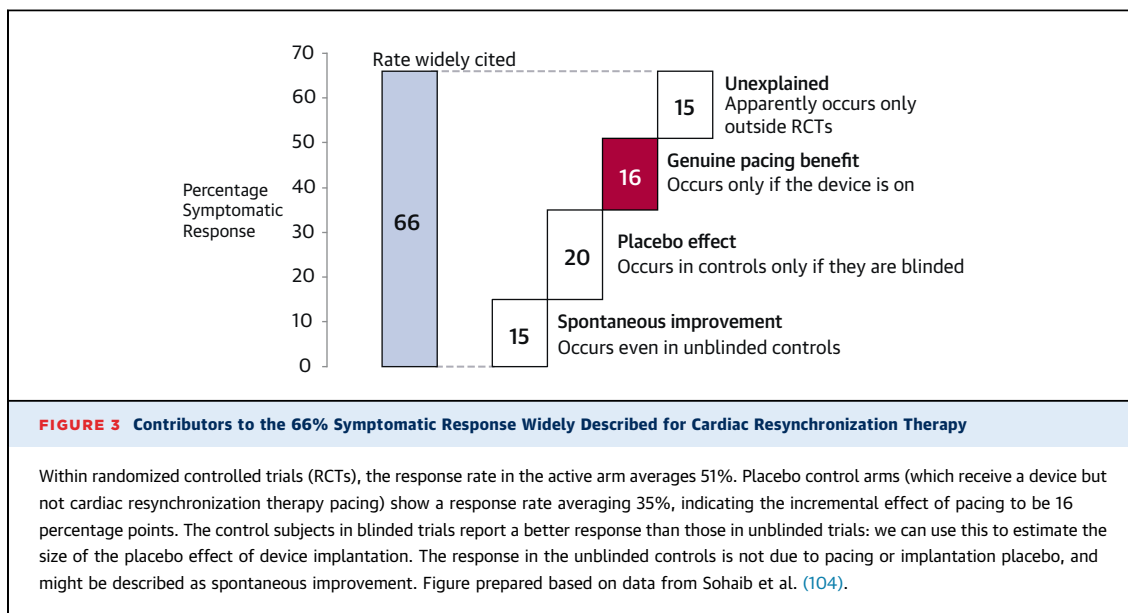 70
60
50
40
30
20
10
0
Percentage
Symptomatic
Response
Rate widely cited
66
15
Unexplained
Apparently occurs only
outside RCTs
16
Genuine pacing benefit
Occurs only if the device is on
20
Placebo effect
Occurs in controls only if they are blinded
15
Spontaneous improvement
Occurs even in unblinded controls
FIGURE 3 Contributors to the 66% Symptomatic Response Widely Described for Cardiac Resynchronization Therapy
Within randomized controlled trials (RCTs), the response rate in the active arm averages 51%. Placebo control arms (which receive a device but
not cardiac resynchronization therapy pacing) show a response rate averaging 35%, indicating the incremental effect of pacing to be 16
percentage points. The control subjects in blinded trials report a better response than those in unblinded trials: we can use this to estimate the
size of the placebo effect of device implantation. The response in the unblinded controls is not due to pacing or implantation placebo, and
might be described as spontaneous improvement. Figure prepared based on data from Sohaib et al. (104).